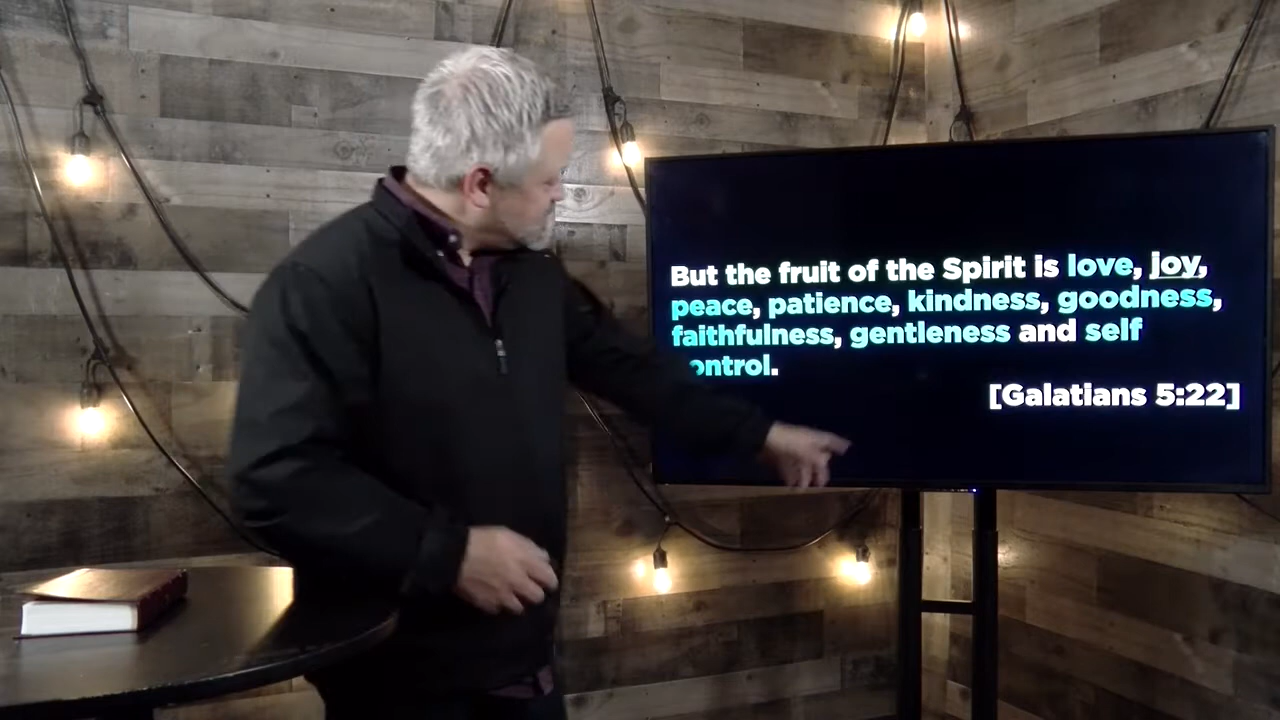 But the fruit of the Spirit is love, joy,
peace, patience, kindness, goodness,
faithfulness, gentleness and self
ontrol.
[Galatians 5:22]